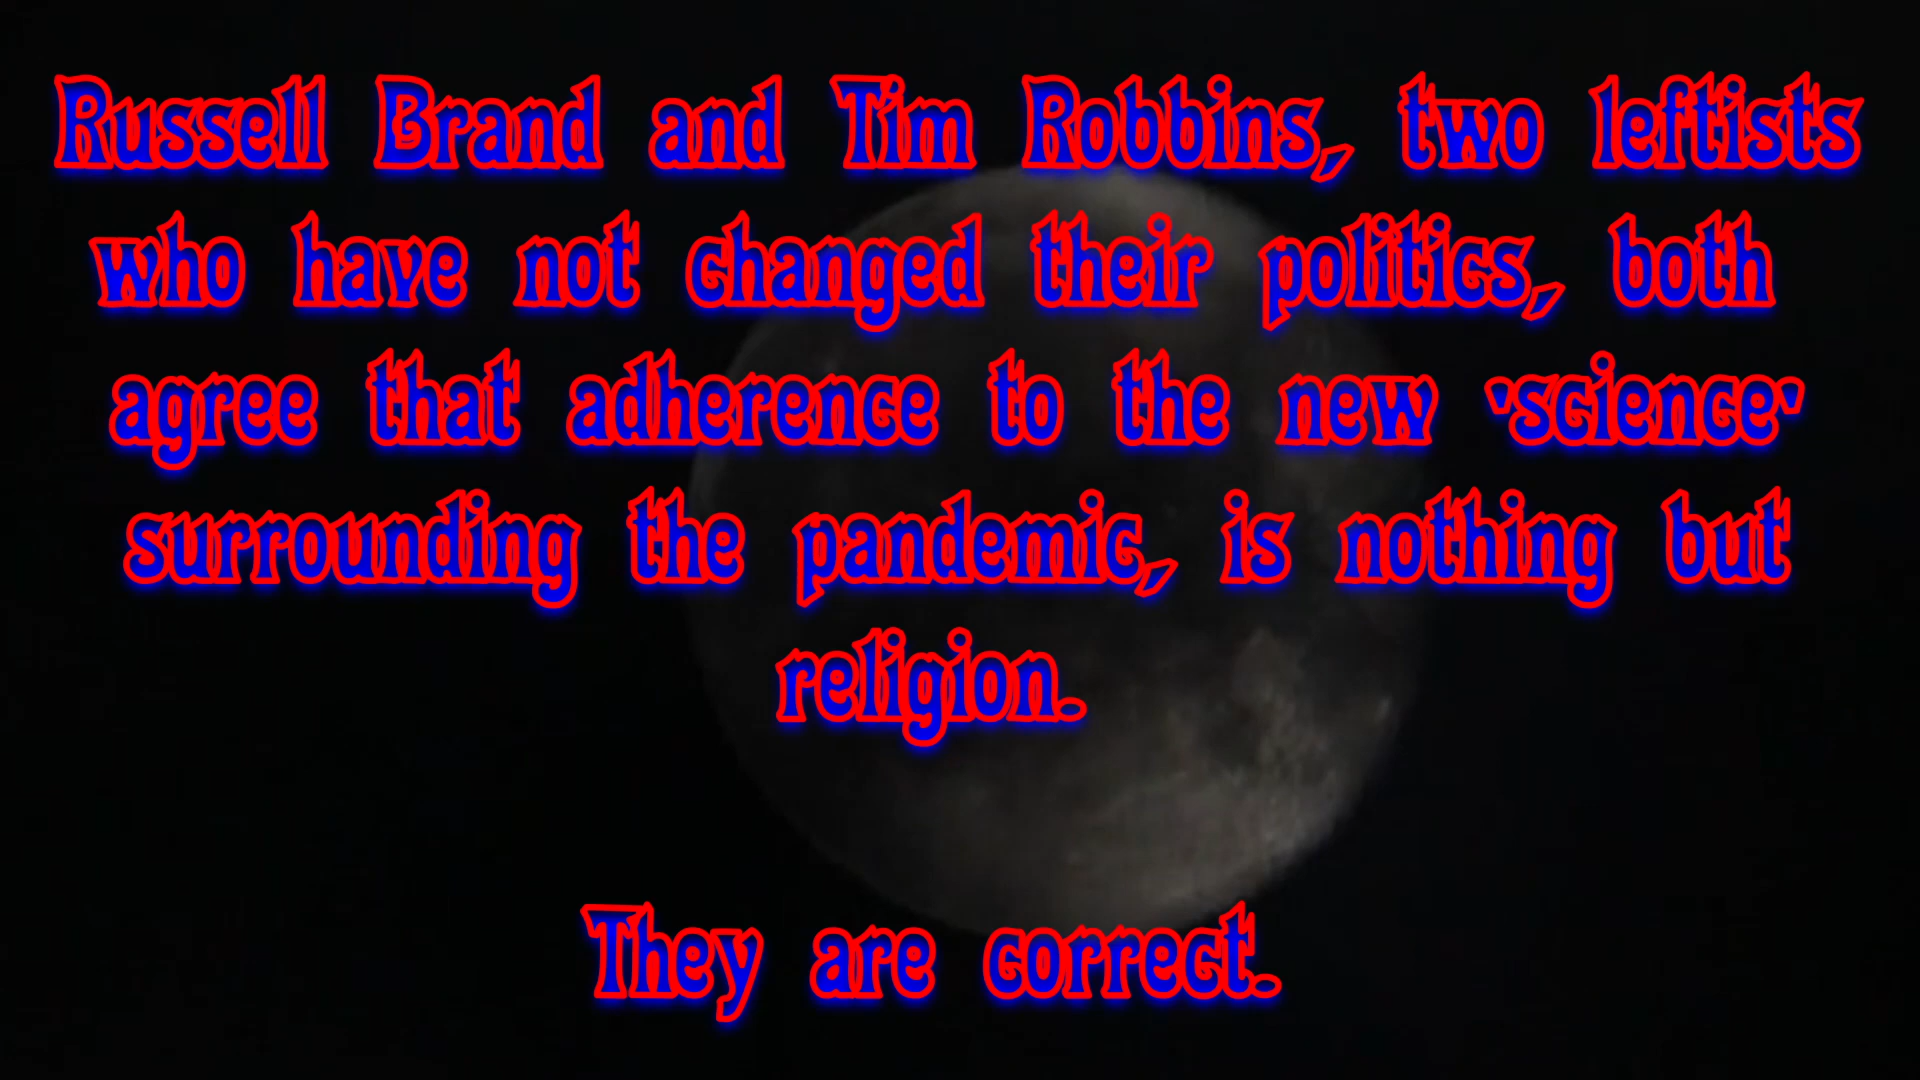 Russell Brand and Tim Robbins, two leftists
who have not changed their politics, both
agree that adherence to the new 'science'
surrounding the pandemic, is nothing but
religion.
They are correct.